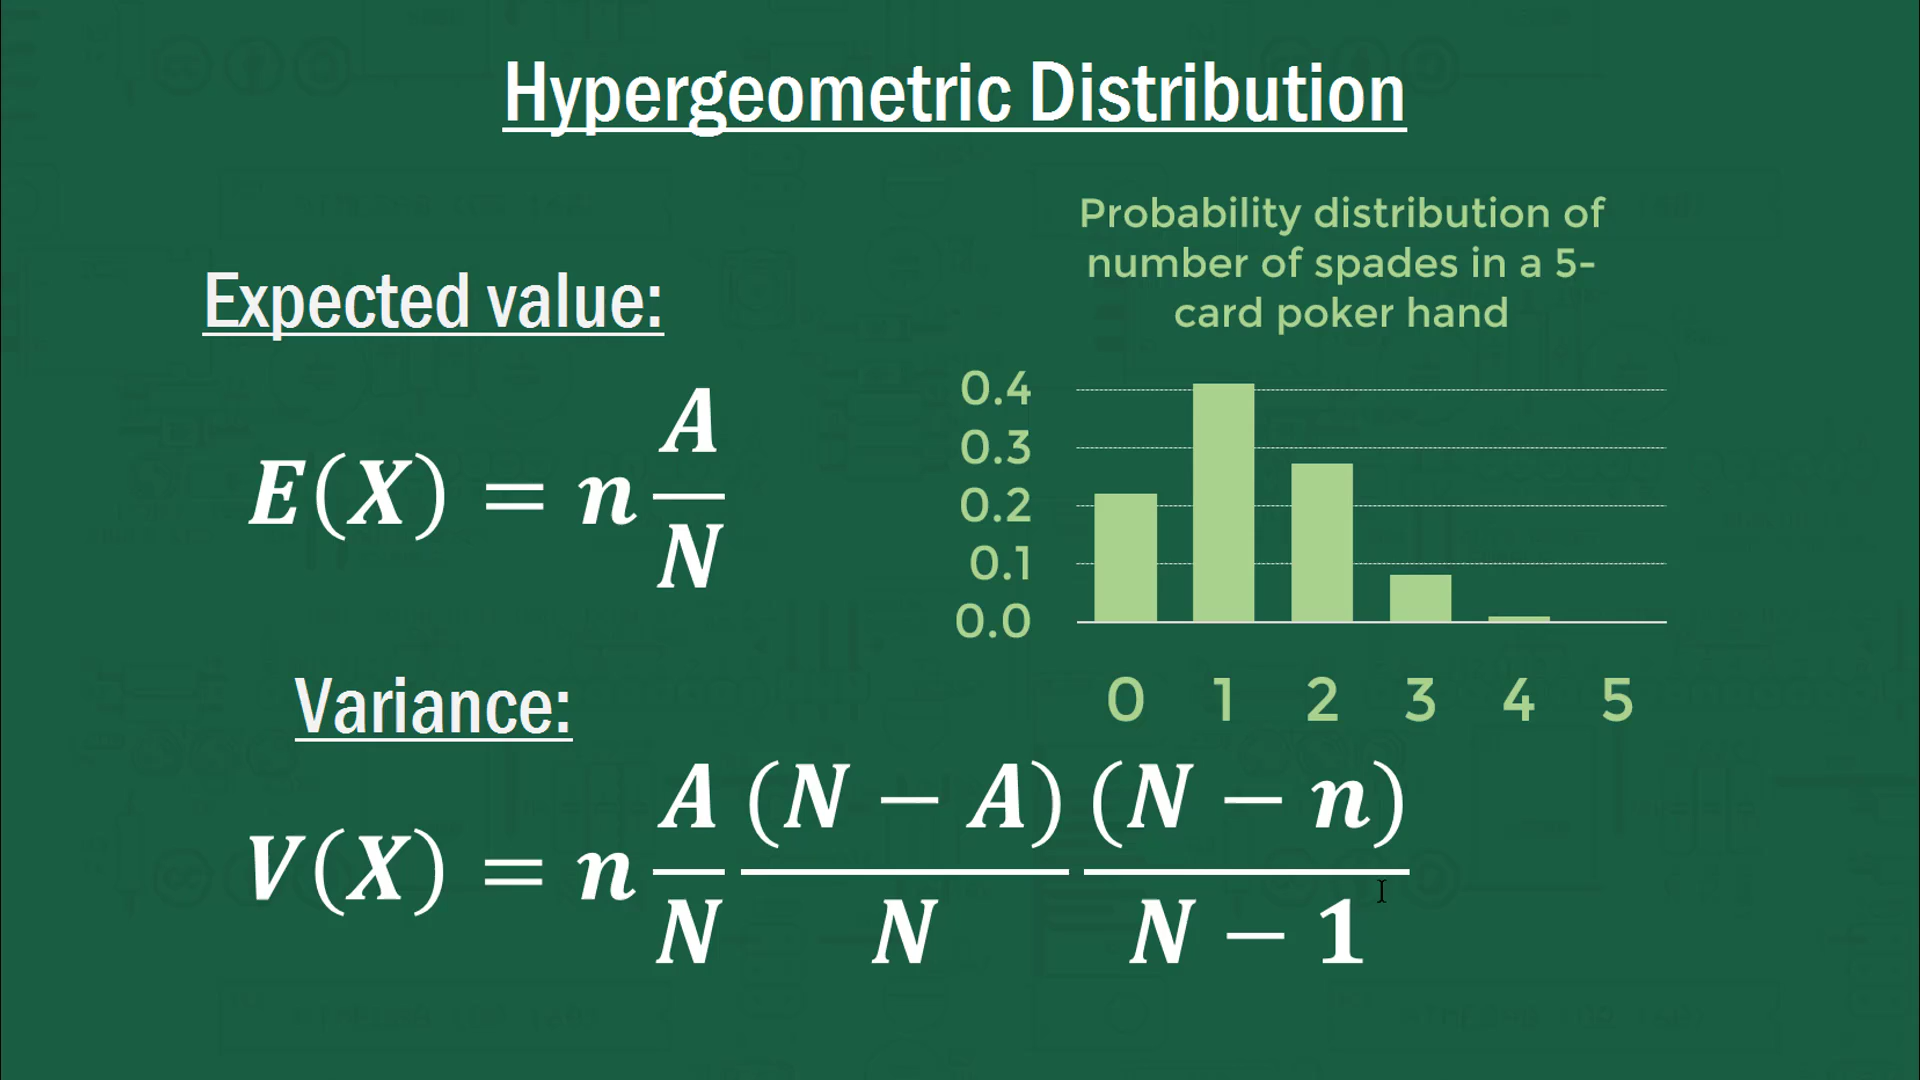 Hypergeometric Distribution
Expected value:
E(X) = n A/N
Probability distribution of
number of spades in a 5-
card poker hand
0.4
0.3
0.2
0.1
0.0
0 1 2 3 4 5
Variance:
V(X) = n A/N (N − A)/N (N − n)/(N − 1)